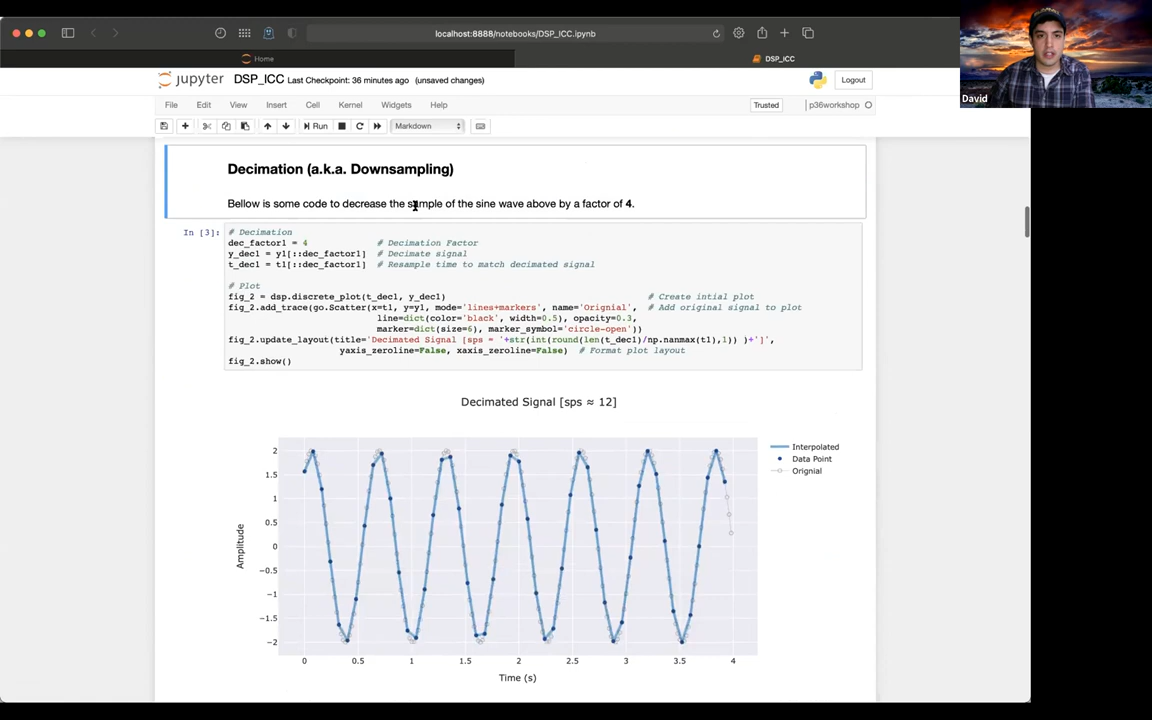 localhost:8888/notebooks/DSP_ICC.ipynb
Home
DSP_ICC
David
jupyter DSP_ICC Last Checkpoint: 36 minutes ago (unsaved changes)
Logout
File Edit View Insert Cell Kernel Widgets Help
Trusted
p36workshop
Run
Markdown
Decimation (a.k.a. Downsampling)
Bellow is some code to decrease the sample of the sine wave above by a factor of 4.
In [3]:
# Decimation
dec_factor1 = 4 # Decimation Factor
y_dec1 = y1[::dec_factor1] # Decimate signal
t_dec1 = t1[::dec_factor1] # Resample time to match decimated signal
# Plot
fig_2 = dsp.discrete_plot(t_dec1, y_dec1) # Create intial plot
fig_2.add_trace(go.Scatter(x=t1, y=y1, mode='lines+markers', name='Orignial', # Add original signal to plot
line=dict(color='black', width=0.5), opacity=0.3,
marker=dict(size=6), marker_symbol='circle-open'))
fig_2.update_layout(title='Decimated Signal [sps ≈ '+str(int(round(len(t_dec1)/np.nanmax(t1),1)) )+']',
yaxis_zeroline=False, xaxis_zeroline=False) # Format plot layout
fig_2.show()
Decimated Signal [sps ≈ 12]
Interpolated
Data Point
Orignial
2
1.5
1
0.5
0
−0.5
−1
−1.5
−2
Amplitude
0 0.5 1 1.5 2 2.5 3 3.5 4
Time (s)